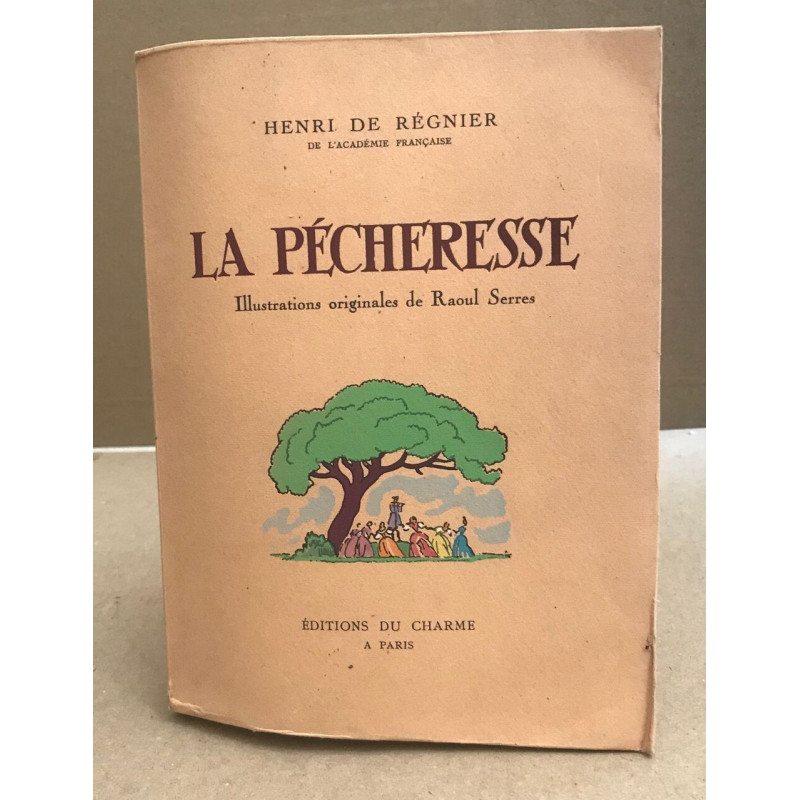 HENRI DE RÉGNIER
DE L'ACADÉMIE FRANÇAISE
LA PÉCHERESSE
Illustrations originales de Raoul Serres
ÉDITIONS DU CHARME
A PARIS